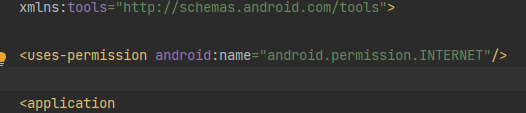 xmlns:tools="http://schemas.android.com/tools">
<uses-permission android:name="android.permission.INTERNET"/>
<application